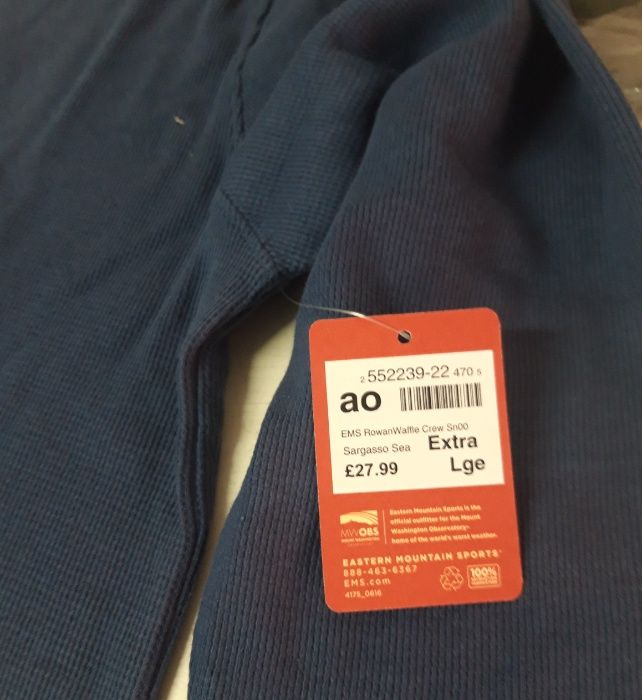 2 552239-22 470 5
ao
EMS RowanWaffle Crew Sn00
Sargasso Sea Extra
£27.99 Lge
MWOBS
Eastern Mountain Sports is the
official outfitter for the Mount
Washington Observatory–
home of the world's worst weather.
EASTERN MOUNTAIN SPORTS®
888-463-6367
EMS.com
100%
4175_0616